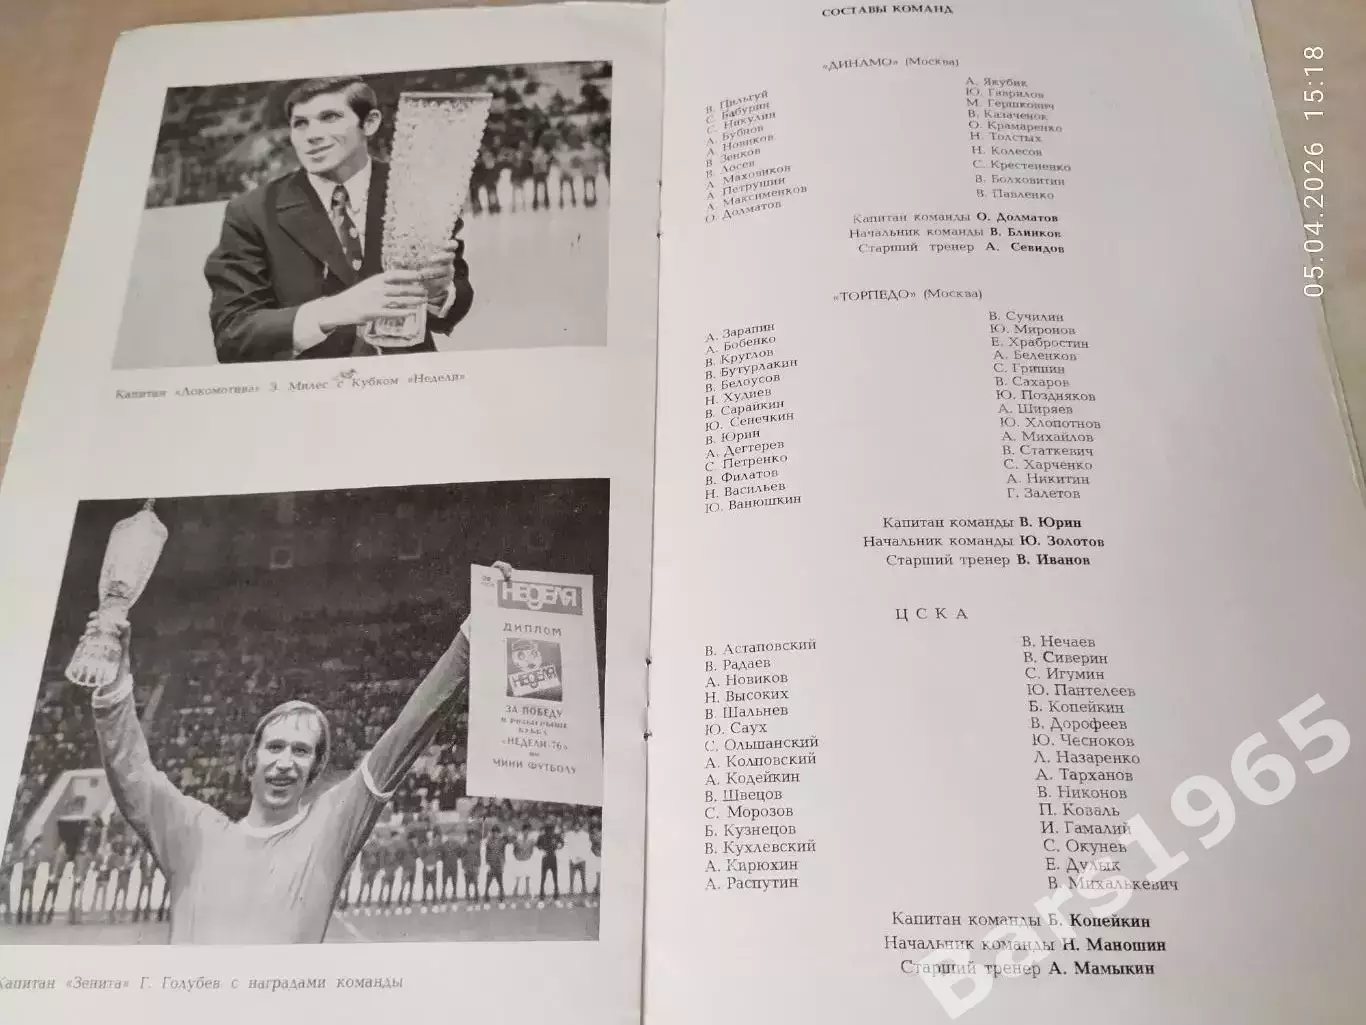 Капитан «Локомотива» Э. Милес с Кубком «Недели»
НЕДЕЛЯ
ДИПЛОМ
НЕДЕЛЯ
ЗА ПОБЕДУ
В РОЗЫГРЫШЕ
КУБКА
«НЕДЕЛИ-76»
по
МИНИ ФУТБОЛУ
Капитан «Зенита» Г. Голубев с наградами команды
СОСТАВЫ КОМАНД
«ДИНАМО» (Москва)
В. Пильгуй
С. Бабурин
С. Никулин
А. Бубнов
А. Новиков
В. Зенков
В. Лосев
А. Маховиков
А. Петрушин
А. Максименков
О. Долматов
А. Якубик
Ю. Гаврилов
М. Гершкович
В. Казаченок
О. Крамаренко
Н. Толстых
Н. Колесов
С. Крестененко
В. Болховитин
В. Павленко
Капитан команды О. Долматов
Начальник команды В. Блинков
Старший тренер А. Севидов
«ТОРПЕДО» (Москва)
А. Зарапин
А. Бобенко
В. Круглов
В. Бутурлакин
В. Белоусов
Н. Худиев
В. Сарайкин
Ю. Сенечкин
В. Юрин
А. Дегтерев
С. Петренко
В. Филатов
Н. Васильев
Ю. Ванюшкин
В. Сучилин
Ю. Миронов
Е. Храбростин
А. Беленков
С. Гришин
В. Сахаров
Ю. Поздняков
А. Ширяев
Ю. Хлопотнов
А. Михайлов
В. Статкевич
С. Харченко
А. Никитин
Г. Залетов
Капитан команды В. Юрин
Начальник команды Ю. Золотов
Старший тренер В. Иванов
ЦСКА
В. Астаповский
В. Радаев
А. Новиков
Н. Высоких
В. Шальнев
Ю. Саух
С. Ольшанский
А. Колповский
А. Кодейкин
В. Швецов
С. Морозов
Б. Кузнецов
В. Кухлевский
А. Кирюхин
А. Распутин
В. Нечаев
В. Сиверин
С. Игумин
Ю. Пантелеев
Б. Копейкин
В. Дорофеев
Ю. Чесноков
Л. Назаренко
А. Тарханов
В. Никонов
П. Коваль
И. Гамалий
С. Окунев
Е. Дулык
В. Михалькевич
Капитан команды Б. Копейкин
Начальник команды Н. Маношин
Старший тренер А. Мамыкин
05.04.2026 15:18
Bars1965